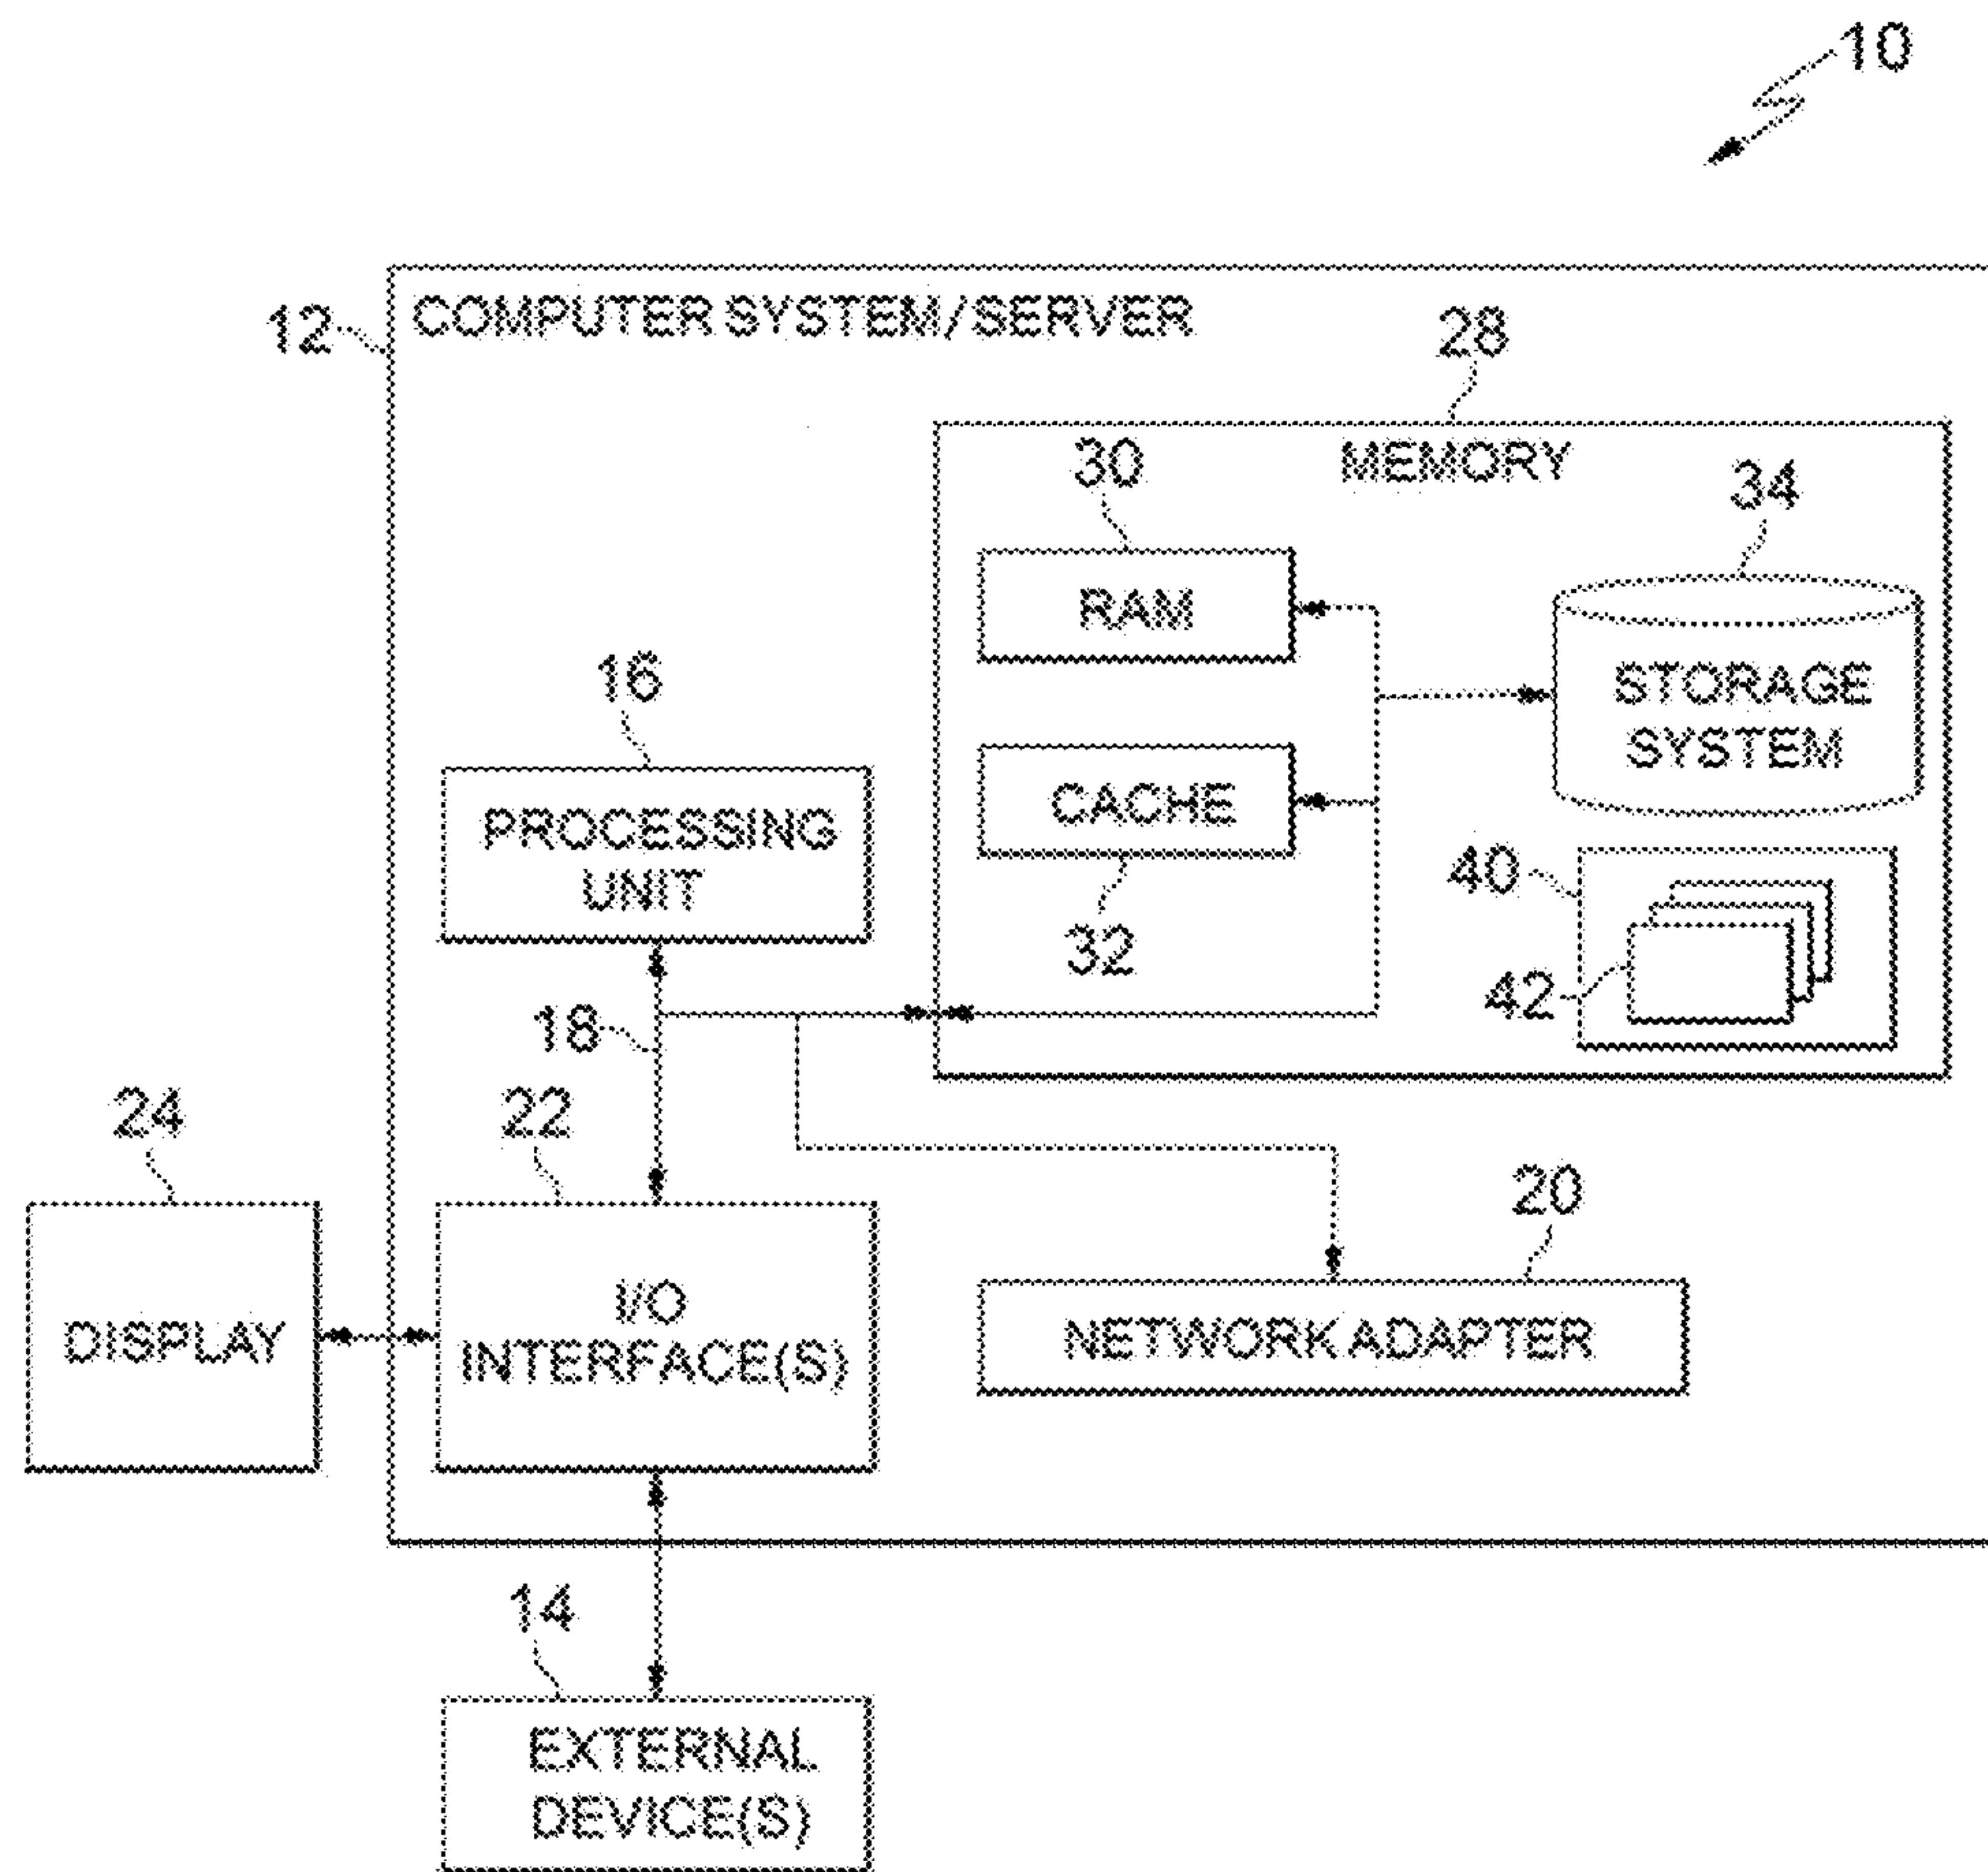 10
12
COMPUTER SYSTEM/SERVER
28
MEMORY
30
34
RAM
STORAGE
SYSTEM
16
CACHE
PROCESSING
UNIT
40
32
42
18
24
22
20
I/O
INTERFACE(S)
DISPLAY
NETWORK ADAPTER
14
EXTERNAL
DEVICE(S)